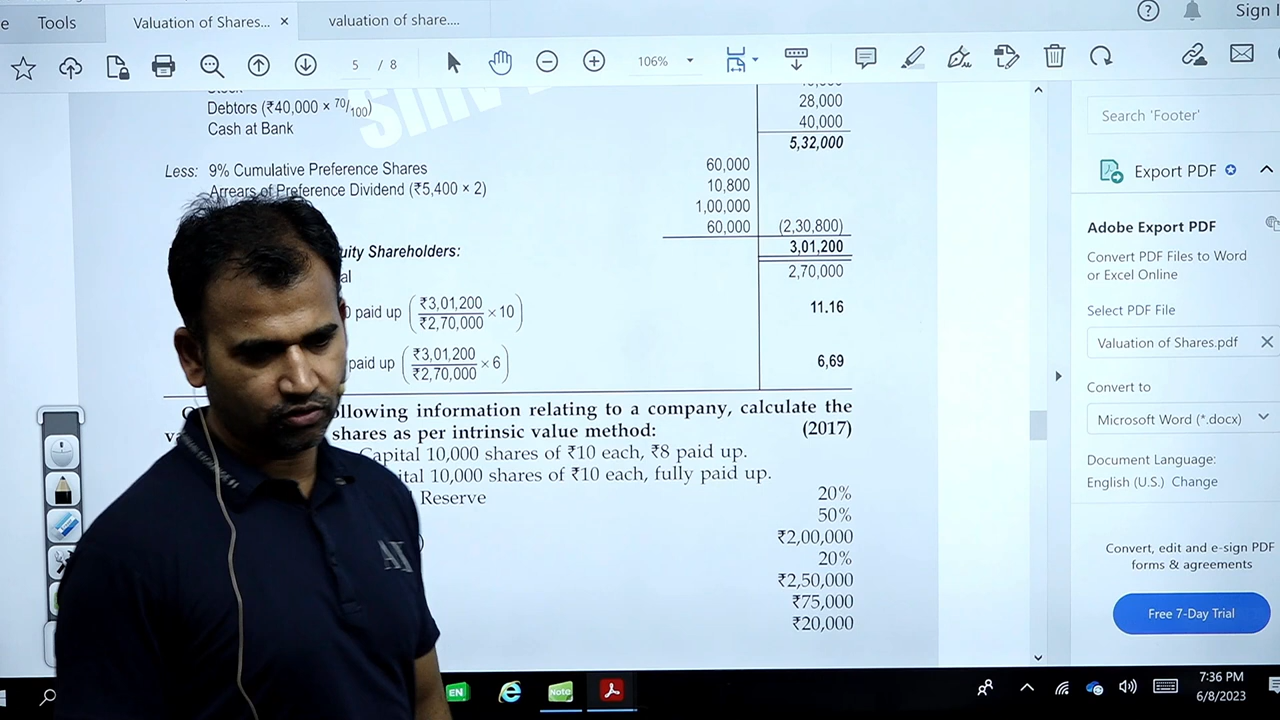 Tools
Valuation of Shares... ×
valuation of share....
Sign I
5 / 8
106%
28,000
Debtors (₹40,000 × 70/100)
40,000
Cash at Bank
5,32,000
Less: 9% Cumulative Preference Shares 60,000
Arrears of Preference Dividend (₹5,400 × 2) 10,800
1,00,000
60,000 (2,30,800)
uity Shareholders: 3,01,200
al 2,70,000
paid up (₹3,01,200/₹2,70,000 × 10) 11.16
paid up (₹3,01,200/₹2,70,000 × 6) 6,69
llowing information relating to a company, calculate the
shares as per intrinsic value method: (2017)
Capital 10,000 shares of ₹10 each, ₹8 paid up.
ital 10,000 shares of ₹10 each, fully paid up.
Reserve 20%
50%
₹2,00,000
20%
₹2,50,000
₹75,000
₹20,000
Search 'Footer'
Export PDF
Adobe Export PDF
Convert PDF Files to Word
or Excel Online
Select PDF File
Valuation of Shares.pdf ×
Convert to
Microsoft Word (*.docx)
Document Language:
English (U.S.) Change
Convert, edit and e-sign PDF
forms & agreements
Free 7-Day Trial
EN
Note
7:36 PM
6/8/2023